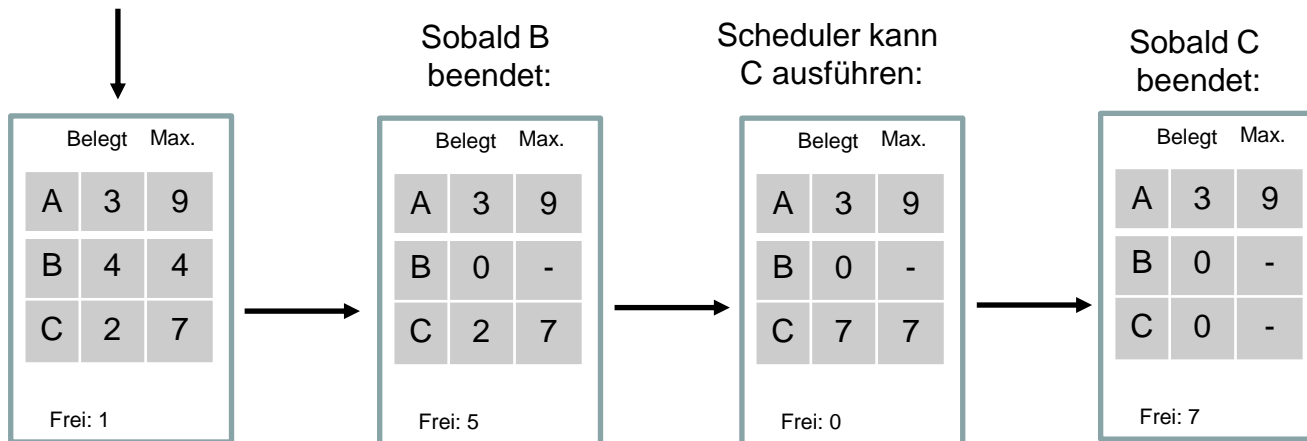 Sobald B
beendet:
Scheduler kann
C ausführen:
Sobald C
beendet:
Belegt Max.
A 3 9
B 4 4
C 2 7
Frei: 1
Belegt Max.
A 3 9
B 0 -
C 2 7
Frei: 5
Belegt Max.
A 3 9
B 0 -
C 7 7
Frei: 0
Belegt Max.
A 3 9
B 0 -
C 0 -
Frei: 7